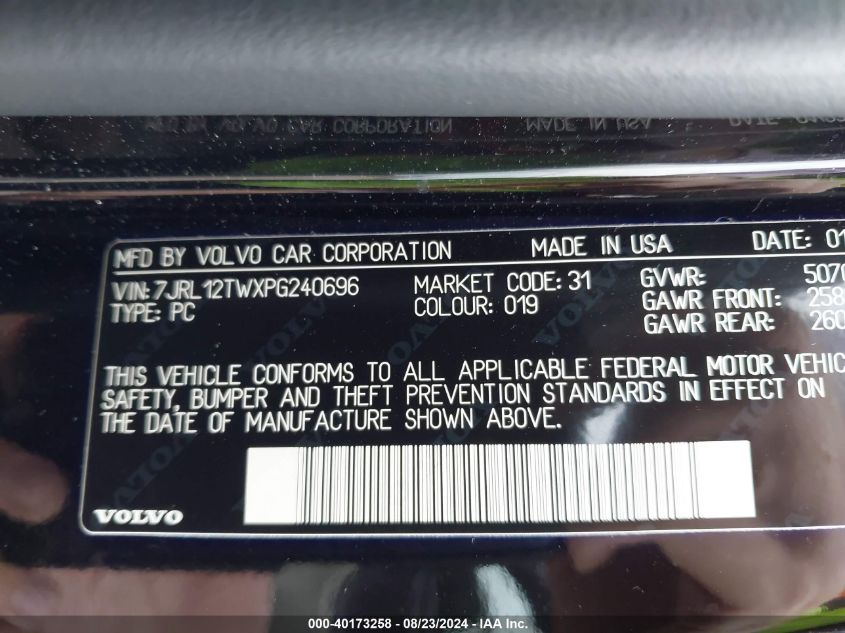 MFD BY VOLVO CAR CORPORATION MADE IN USA DATE: 01
VIN: 7JRL12TWXPG240696 MARKET CODE: 31 GVWR: 5070
TYPE: PC COLOUR: 019 GAWR FRONT: 258
GAWR REAR: 260
THIS VEHICLE CONFORMS TO ALL APPLICABLE FEDERAL MOTOR VEHIC
SAFETY, BUMPER AND THEFT PREVENTION STANDARDS IN EFFECT ON
THE DATE OF MANUFACTURE SHOWN ABOVE.
VOLVO
000-40173258 - 08/23/2024 - IAA Inc.